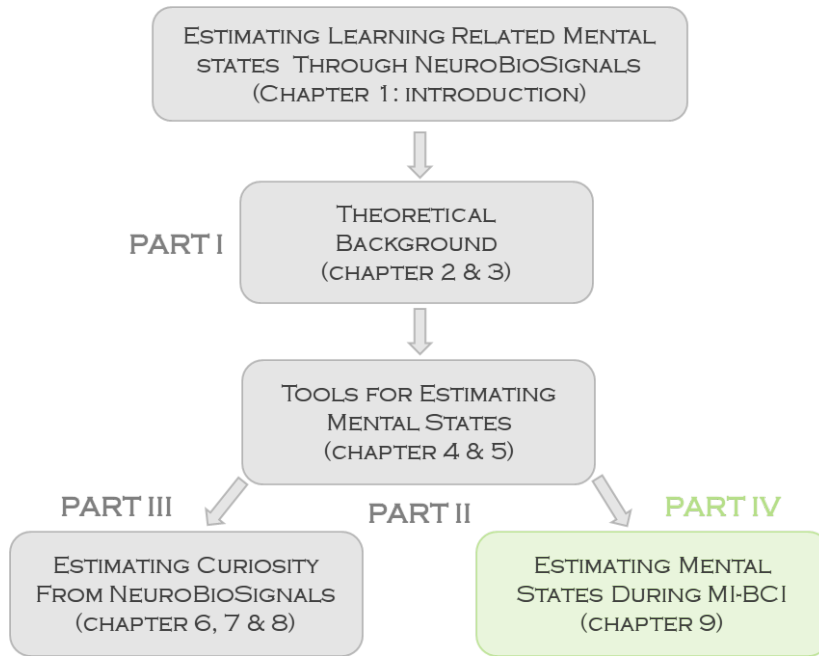 Estimating Learning Related Mental
states Through NeuroBioSignals
(Chapter 1: introduction)
PART I
Theoretical
Background
(chapter 2 & 3)
Tools for Estimating
Mental States
(chapter 4 & 5)
PART III
PART II
PART IV
Estimating Curiosity
From NeuroBioSignals
(chapter 6, 7 & 8)
Estimating Mental
States During MI-BCI
(chapter 9)